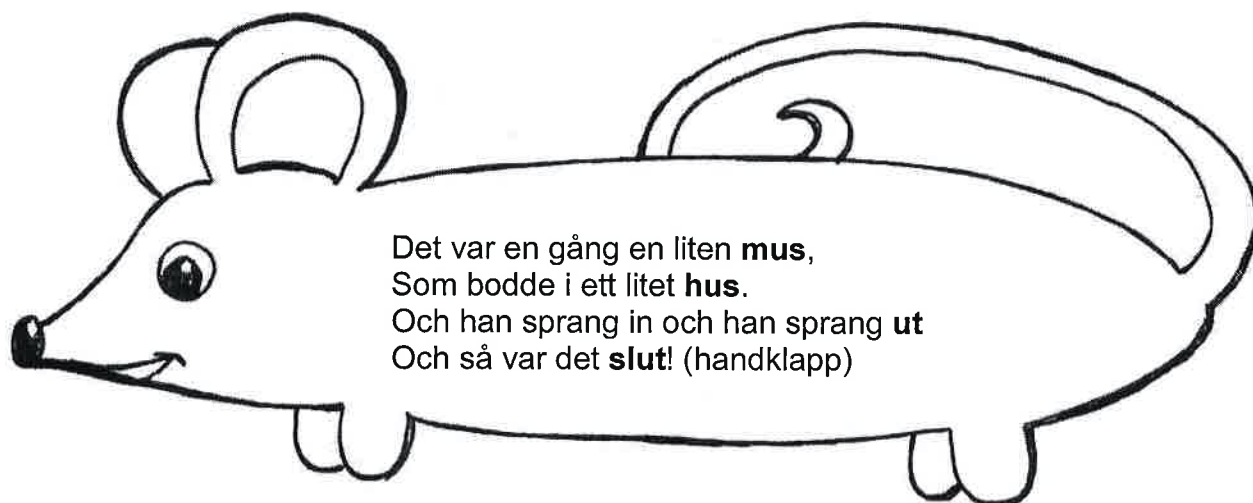 Det var en gång en liten mus,
Som bodde i ett litet hus.
Och han sprang in och han sprang ut
Och så var det slut! (handklapp)